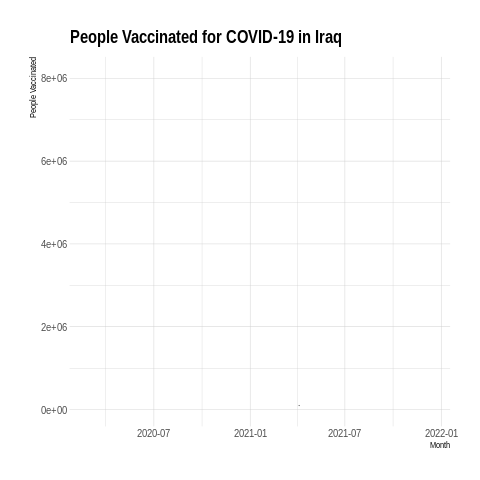 People Vaccinated for COVID-19 in Iraq
People Vaccinated
8e+06
6e+06
4e+06
2e+06
0e+00
2020-07
2021-01
2021-07
2022-01
Month